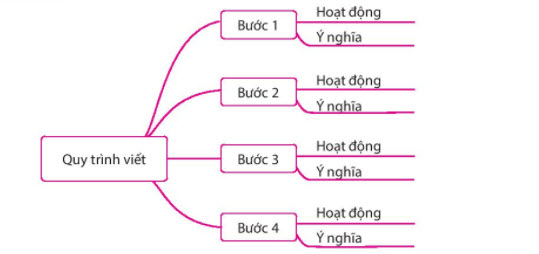 Hoạt động
Bước 1
Ý nghĩa
Hoạt động
Bước 2
Ý nghĩa
Quy trình viết
Hoạt động
Bước 3
Ý nghĩa
Hoạt động
Bước 4
Ý nghĩa